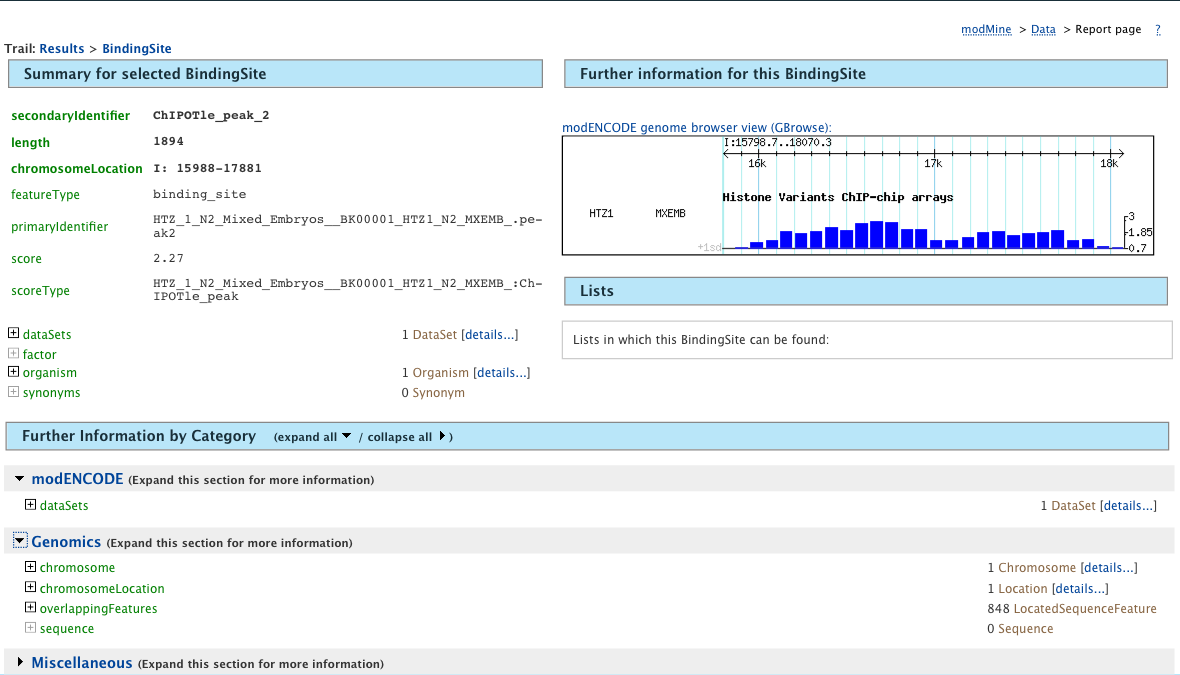 modMine > Data > Report page ?
Trail: Results > BindingSite
Summary for selected BindingSite
secondaryIdentifier ChIPOTle_peak_2
length 1894
chromosomeLocation I: 15988-17881
featureType binding_site
primaryIdentifier HTZ_1_N2_Mixed_Embryos__BK00001_HTZ1_N2_MXEMB_.pe-
ak2
score 2.27
scoreType HTZ_1_N2_Mixed_Embryos__BK00001_HTZ1_N2_MXEMB_:Ch-
IPOTle_peak
dataSets 1 DataSet [details...]
factor
organism 1 Organism [details...]
synonyms 0 Synonym
Further information for this BindingSite
modENCODE genome browser view (GBrowse):
I:15798.7..18070.3
16k 17k 18k
Histone Variants ChIP-chip arrays
HTZ1 MXEMB
3
1.85
+1sd 0.7
Lists
Lists in which this BindingSite can be found:
Further Information by Category (expand all / collapse all )
modENCODE (Expand this section for more information)
dataSets 1 DataSet [details...]
Genomics (Expand this section for more information)
chromosome 1 Chromosome [details...]
chromosomeLocation 1 Location [details...]
overlappingFeatures 848 LocatedSequenceFeature
sequence 0 Sequence
Miscellaneous (Expand this section for more information)